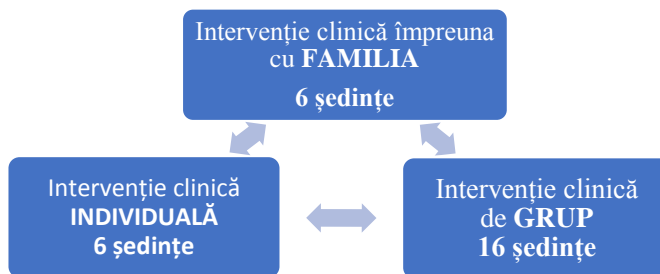 Intervenție clinică împreuna
cu FAMILIA
6 ședințe
Intervenție clinică
INDIVIDUALĂ
6 ședințe
Intervenție clinică
de GRUP
16 ședințe